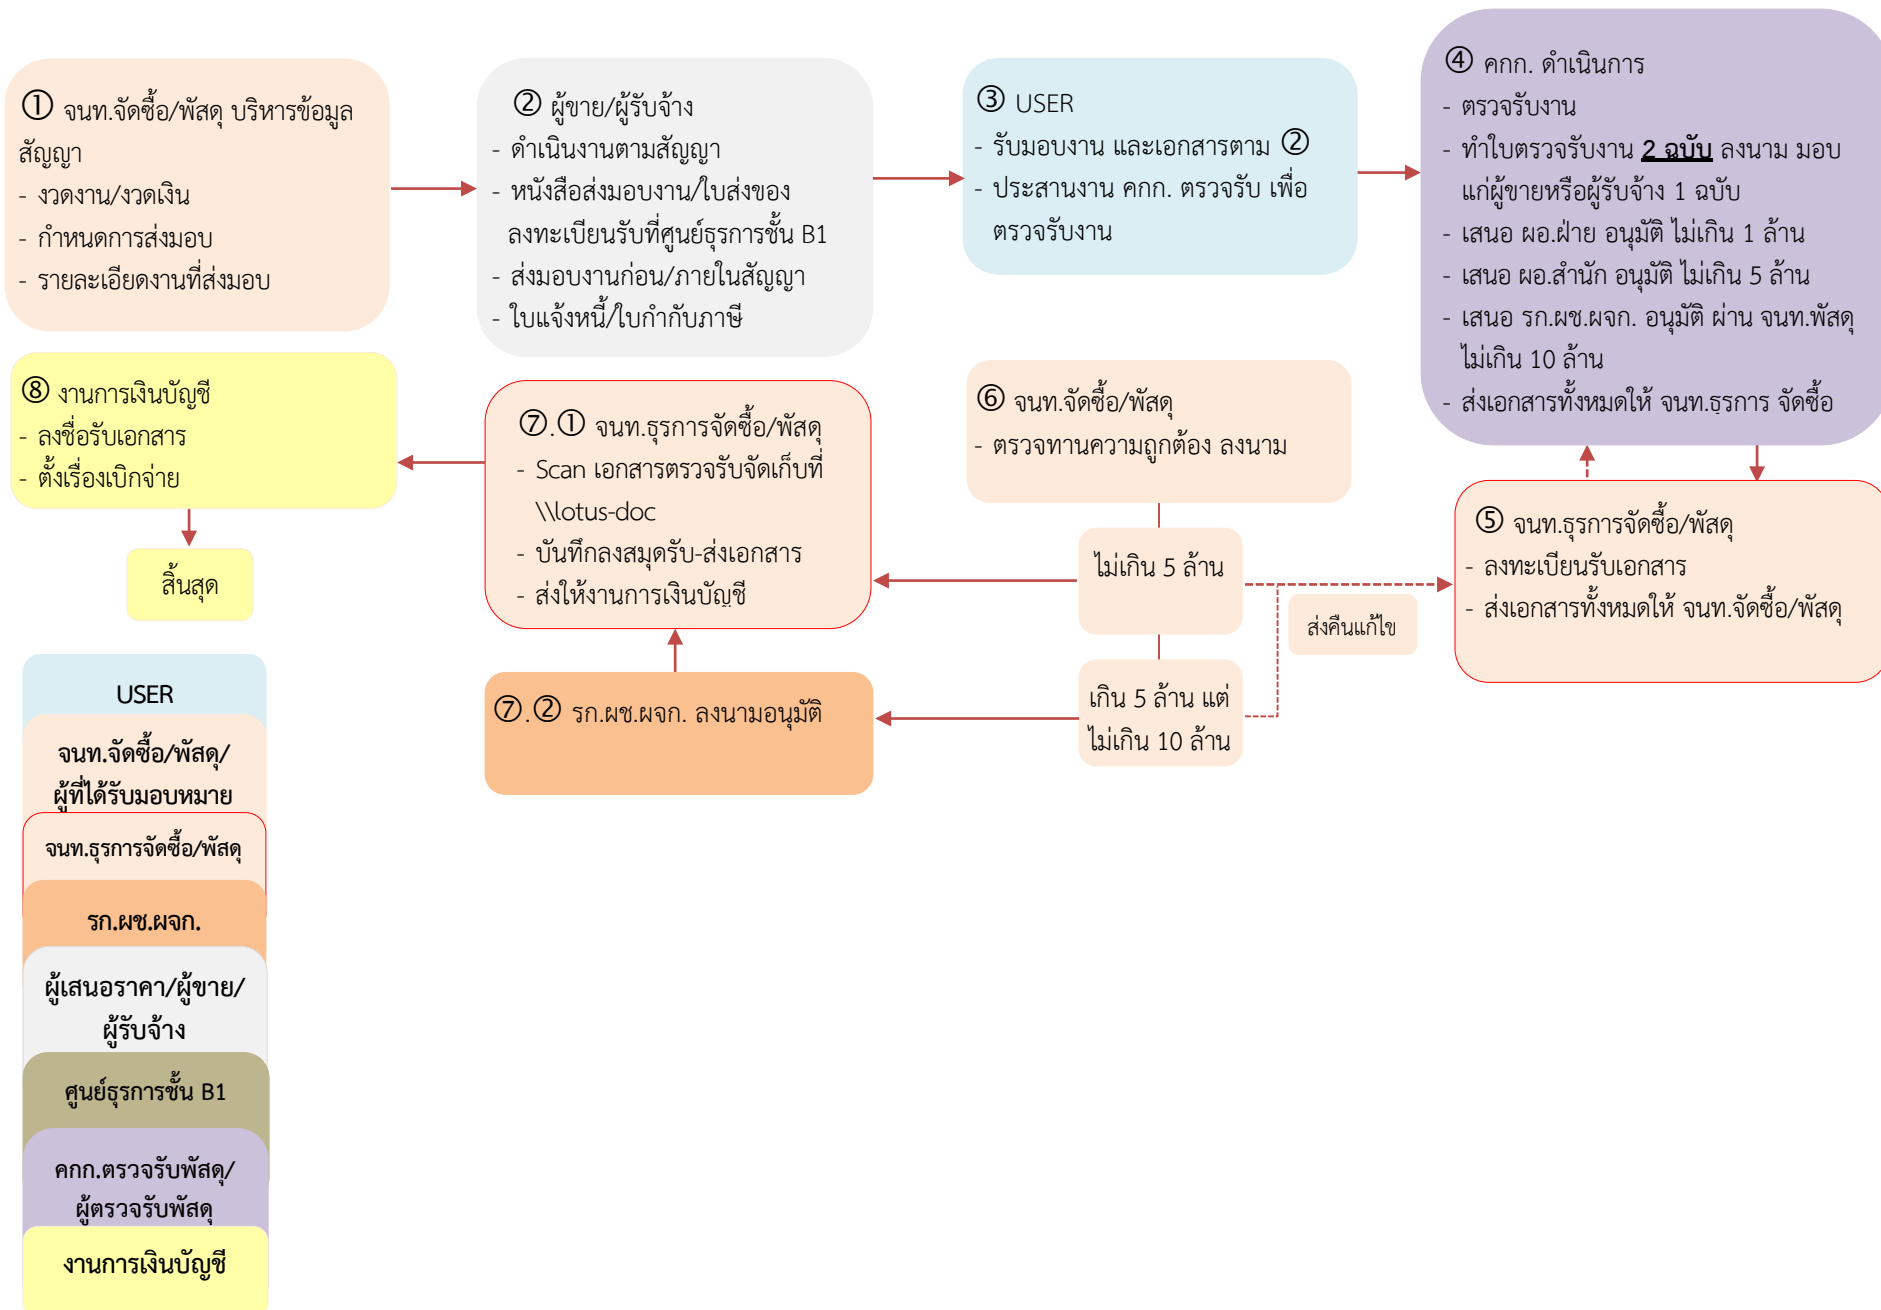 ① จนท.จัดซื้อ/พัสดุ บริหารข้อมูล
สัญญา
- งวดงาน/งวดเงิน
- กำหนดการส่งมอบ
- รายละเอียดงานที่ส่งมอบ
② ผู้ขาย/ผู้รับจ้าง
- ดำเนินงานตามสัญญา
- หนังสือส่งมอบงาน/ใบส่งของ
ลงทะเบียนรับที่ศูนย์ธุรการชั้น B1
- ส่งมอบงานก่อน/ภายในสัญญา
- ใบแจ้งหนี้/ใบกำกับภาษี
③ USER
- รับมอบงาน และเอกสารตาม ②
- ประสานงาน คกก. ตรวจรับ เพื่อ
ตรวจรับงาน
④ คกก. ดำเนินการ
- ตรวจรับงาน
- ทำใบตรวจรับงาน 2 ฉบับ ลงนาม มอบ
แก่ผู้ขายหรือผู้รับจ้าง 1 ฉบับ
- เสนอ ผอ.ฝ่าย อนุมัติ ไม่เกิน 1 ล้าน
- เสนอ ผอ.สำนัก อนุมัติ ไม่เกิน 5 ล้าน
- เสนอ รก.ผช.ผจก. อนุมัติ ผ่าน จนท.พัสดุ
ไม่เกิน 10 ล้าน
- ส่งเอกสารทั้งหมดให้ จนท.ธุรการ จัดซื้อ
⑤ จนท.ธุรการจัดซื้อ/พัสดุ
- ลงทะเบียนรับเอกสาร
- ส่งเอกสารทั้งหมดให้ จนท.จัดซื้อ/พัสดุ
⑥ จนท.จัดซื้อ/พัสดุ
- ตรวจทานความถูกต้อง ลงนาม
ไม่เกิน 5 ล้าน
ส่งคืนแก้ไข
เกิน 5 ล้าน แต่
ไม่เกิน 10 ล้าน
⑦.① จนท.ธุรการจัดซื้อ/พัสดุ
- Scan เอกสารตรวจรับจัดเก็บที่
\\lotus-doc
- บันทึกลงสมุดรับ-ส่งเอกสาร
- ส่งให้งานการเงินบัญชี
⑦.② รก.ผช.ผจก. ลงนามอนุมัติ
⑧ งานการเงินบัญชี
- ลงชื่อรับเอกสาร
- ตั้งเรื่องเบิกจ่าย
สิ้นสุด
USER
จนท.จัดซื้อ/พัสดุ/
ผู้ที่ได้รับมอบหมาย
จนท.ธุรการจัดซื้อ/พัสดุ
รก.ผช.ผจก.
ผู้เสนอราคา/ผู้ขาย/
ผู้รับจ้าง
ศูนย์ธุรการชั้น B1
คกก.ตรวจรับพัสดุ/
ผู้ตรวจรับพัสดุ
งานการเงินบัญชี